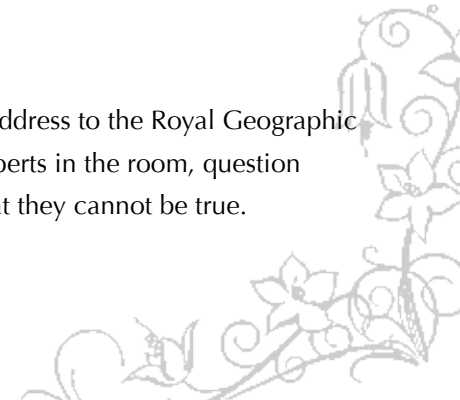 ddress to the Royal Geographic
perts in the room, question
t they cannot be true.